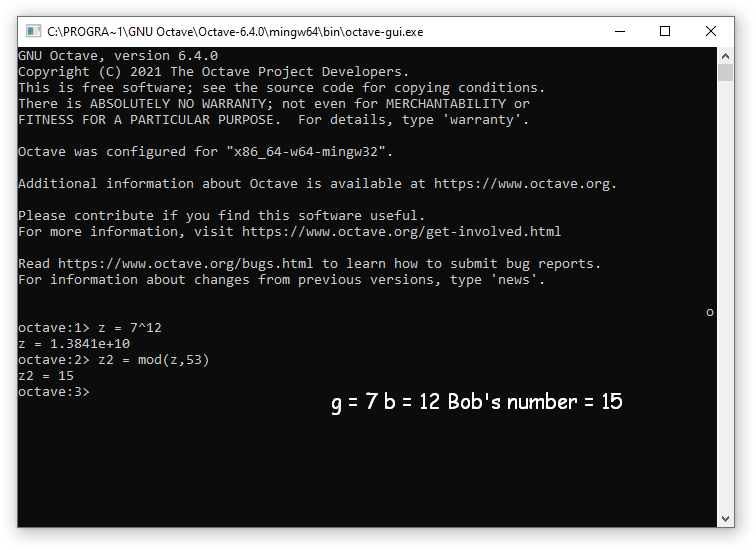 C:\PROGRA~1\GNU Octave\Octave-6.4.0\mingw64\bin\octave-gui.exe
GNU Octave, version 6.4.0
Copyright (C) 2021 The Octave Project Developers.
This is free software; see the source code for copying conditions.
There is ABSOLUTELY NO WARRANTY; not even for MERCHANTABILITY or
FITNESS FOR A PARTICULAR PURPOSE.  For details, type 'warranty'.
Octave was configured for "x86_64-w64-mingw32".
Additional information about Octave is available at https://www.octave.org.
Please contribute if you find this software useful.
For more information, visit https://www.octave.org/get-involved.html
Read https://www.octave.org/bugs.html to learn how to submit bug reports.
For information about changes from previous versions, type 'news'.
o
octave:1> z = 7^12
z = 1.3841e+10
octave:2> z2 = mod(z,53)
z2 = 15
octave:3>
g = 7 b = 12 Bob's number = 15